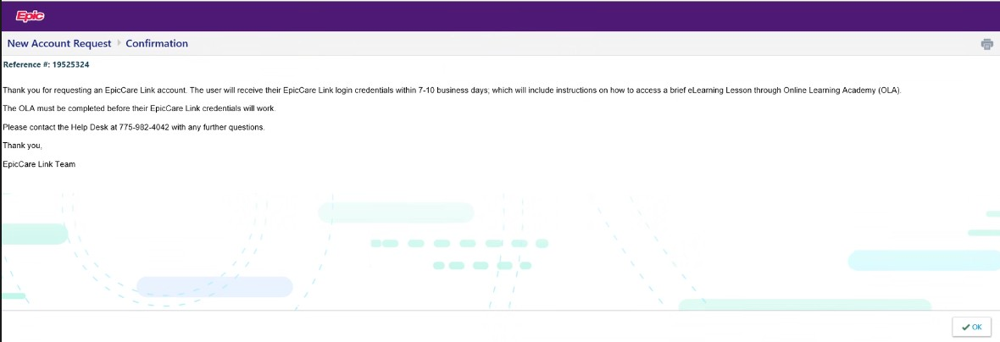 Epic
New Account Request Confirmation
Reference #: 19525324
Thank you for requesting an EpicCare Link account. The user will receive their EpicCare Link login credentials within 7-10 business days; which will include instructions on how to access a brief eLearning Lesson through Online Learning Academy (OLA).
The OLA must be completed before their EpicCare Link credentials will work.
Please contact the Help Desk at 775-982-4042 with any further questions.
Thank you,
EpicCare Link Team
OK